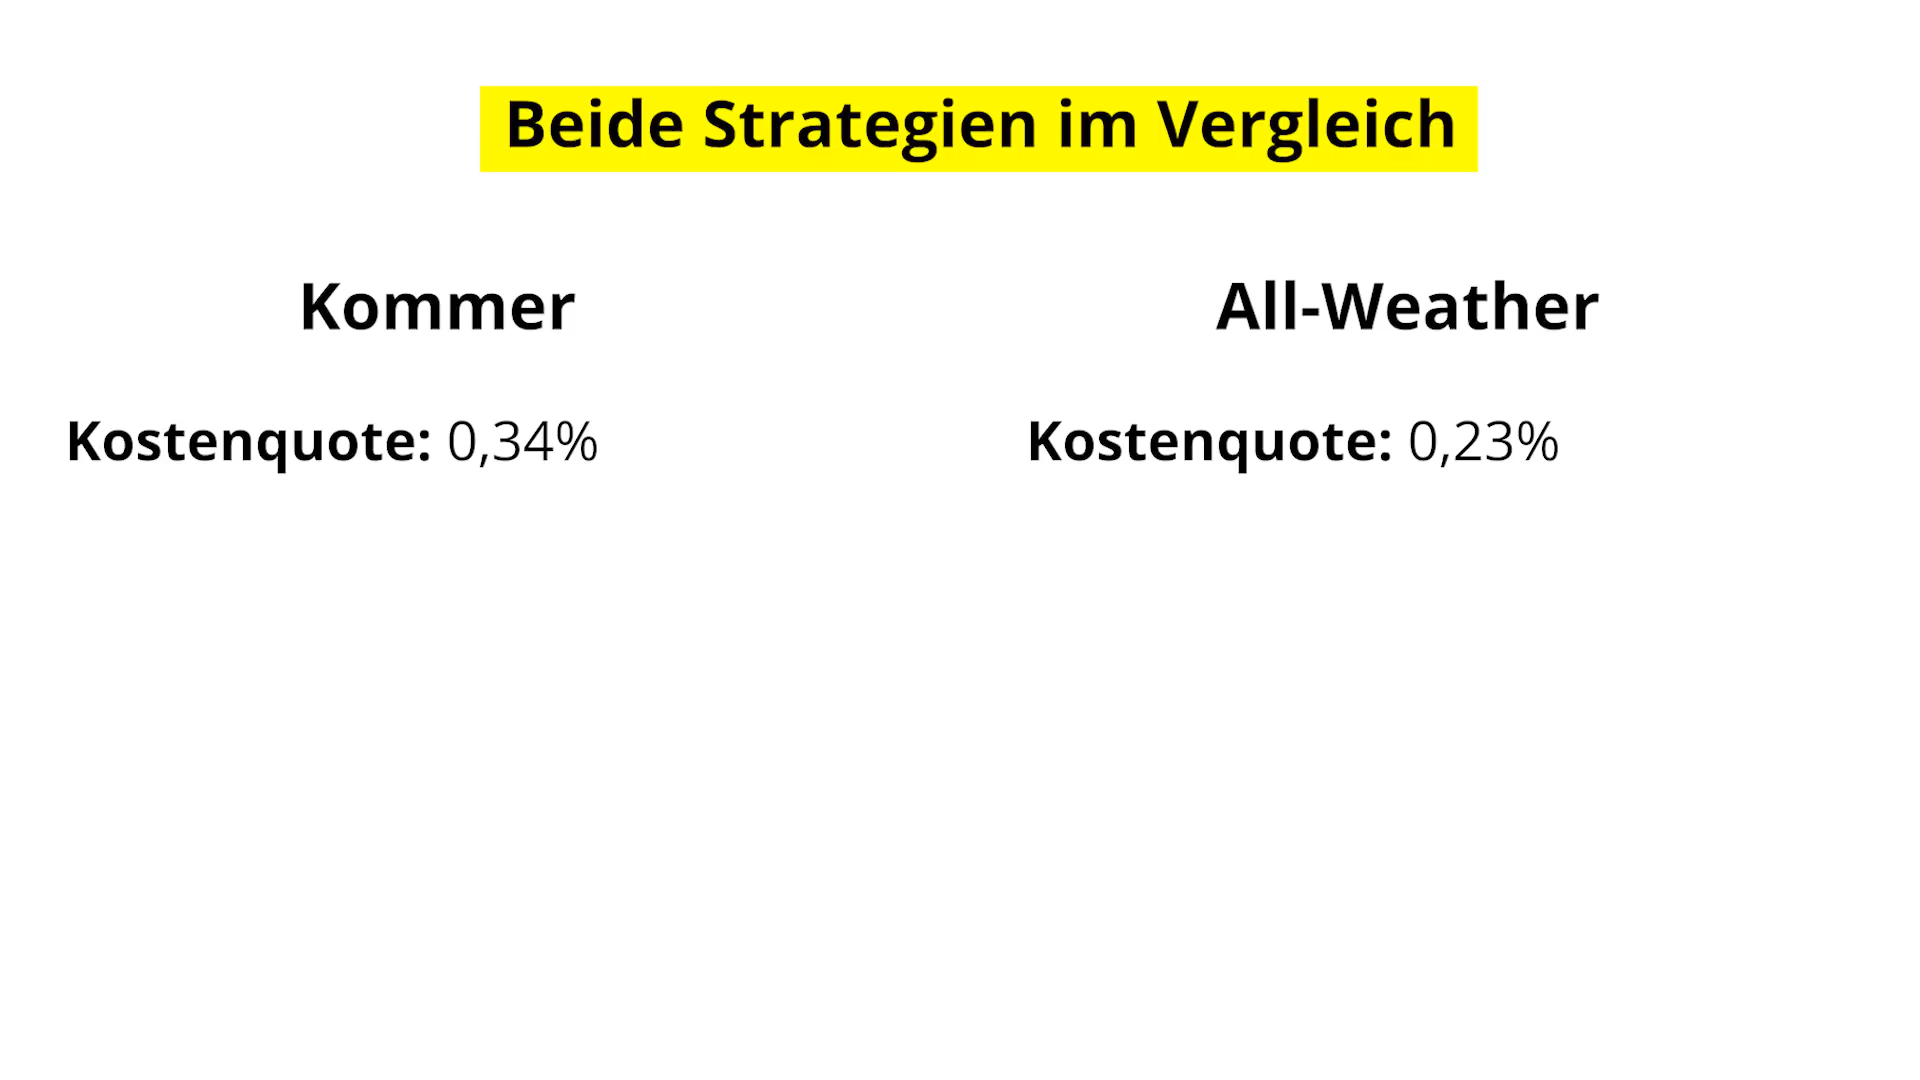 Beide Strategien im Vergleich
Kommer
All-Weather
Kostenquote: 0,34%
Kostenquote: 0,23%